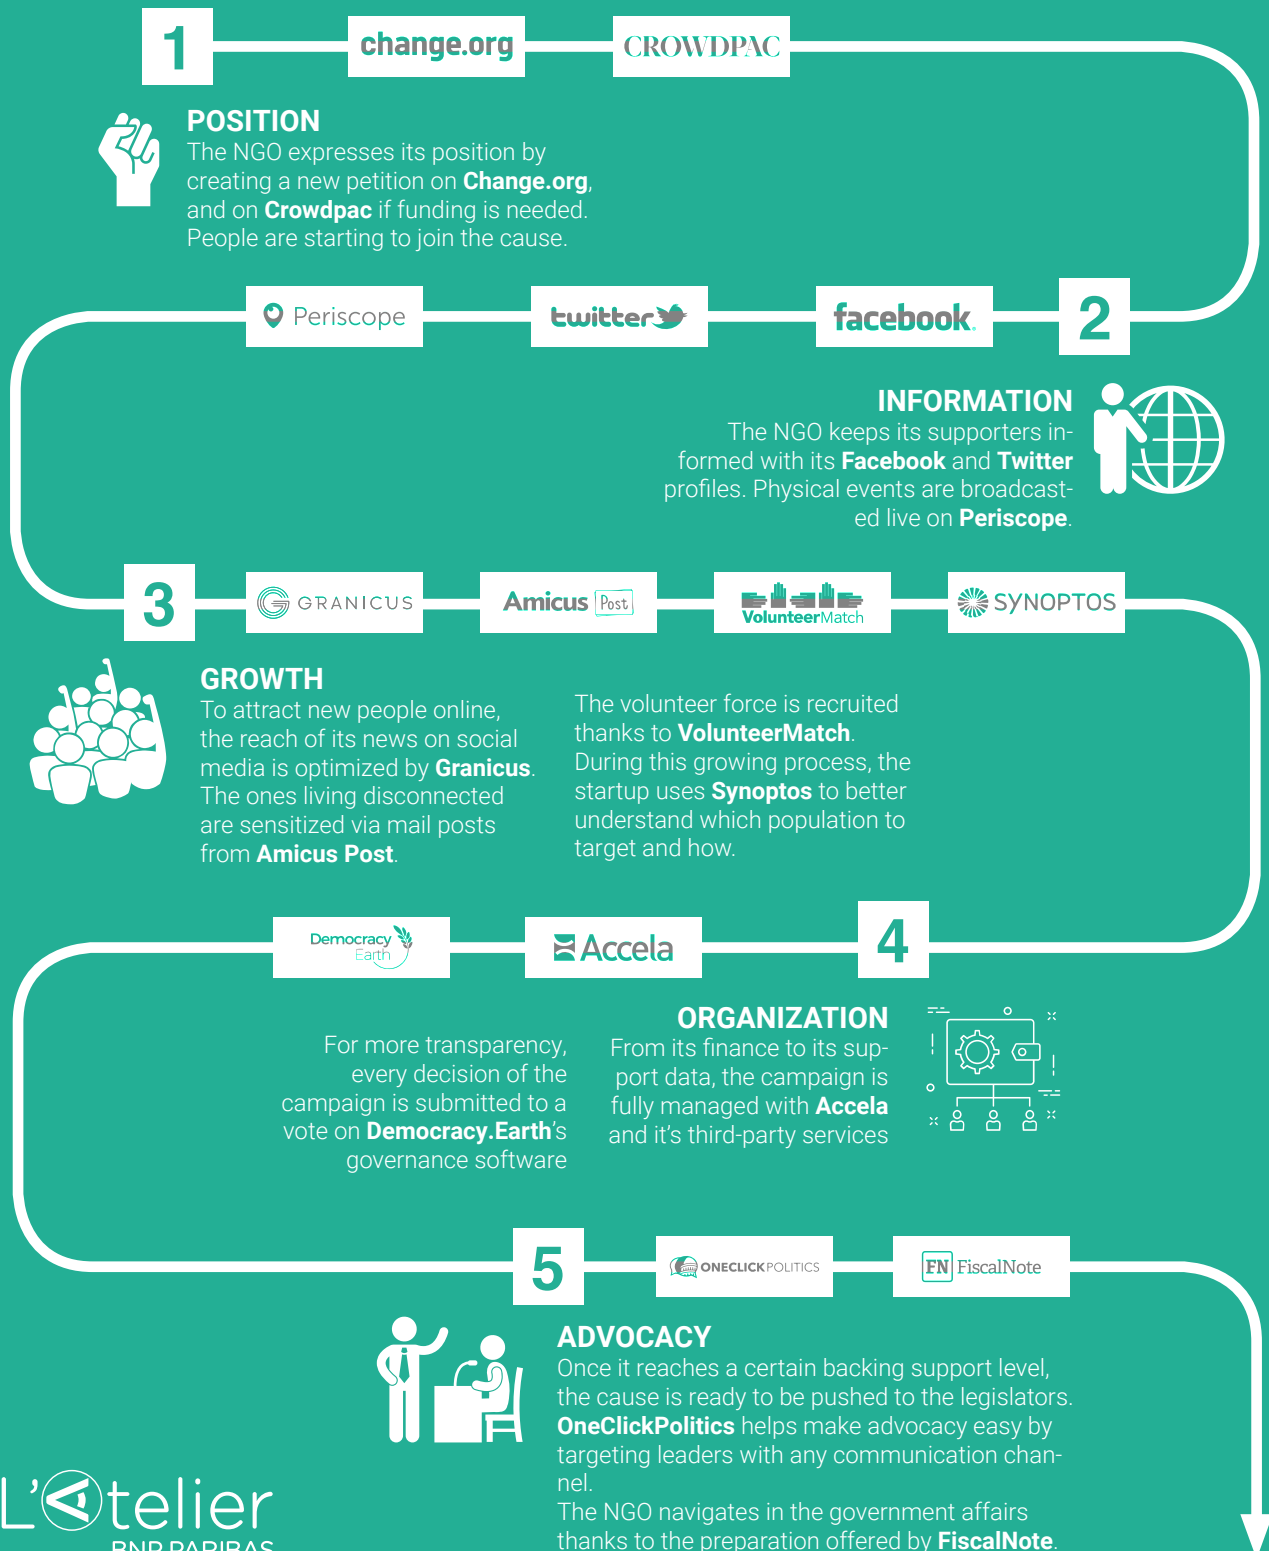 1
change.org
CROWDPAC
POSITION
The NGO expresses its position by
creating a new petition on Change.org,
and on Crowdpac if funding is needed.
People are starting to join the cause.
Periscope
twitter
facebook
2
INFORMATION
The NGO keeps its supporters in-
formed with its Facebook and Twitter
profiles. Physical events are broadcast-
ed live on Periscope.
3
GRANICUS
Amicus Post
VolunteerMatch
SYNOPTOS
GROWTH
To attract new people online,
the reach of its news on social
media is optimized by Granicus.
The ones living disconnected
are sensitized via mail posts
from Amicus Post.
The volunteer force is recruited
thanks to VolunteerMatch.
During this growing process, the
startup uses Synoptos to better
understand which population to
target and how.
Democracy
Earth
Accela
4
ORGANIZATION
From its finance to its sup-
port data, the campaign is
fully managed with Accela
and it's third-party services
For more transparency,
every decision of the
campaign is submitted to a
vote on Democracy.Earth's
governance software
5
ONECLICKPOLITICS
FN FiscalNote
ADVOCACY
Once it reaches a certain backing support level,
the cause is ready to be pushed to the legislators.
OneClickPolitics helps make advocacy easy by
targeting leaders with any communication chan-
nel.
The NGO navigates in the government affairs
thanks to the preparation offered by FiscalNote.
L'Atelier
BNP PARIBAS